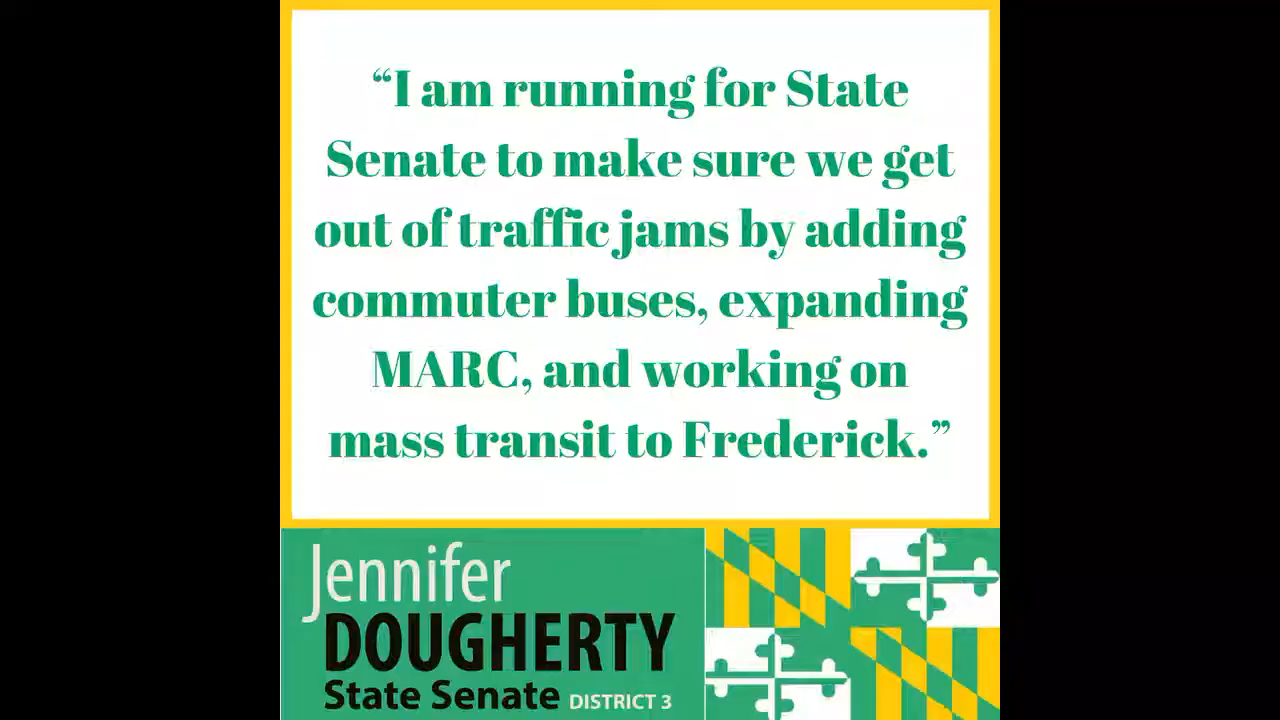 “I am running for State
Senate to make sure we get
out of traffic jams by adding
commuter buses, expanding
MARC, and working on
mass transit to Frederick.”
Jennifer
DOUGHERTY
State Senate DISTRICT 3